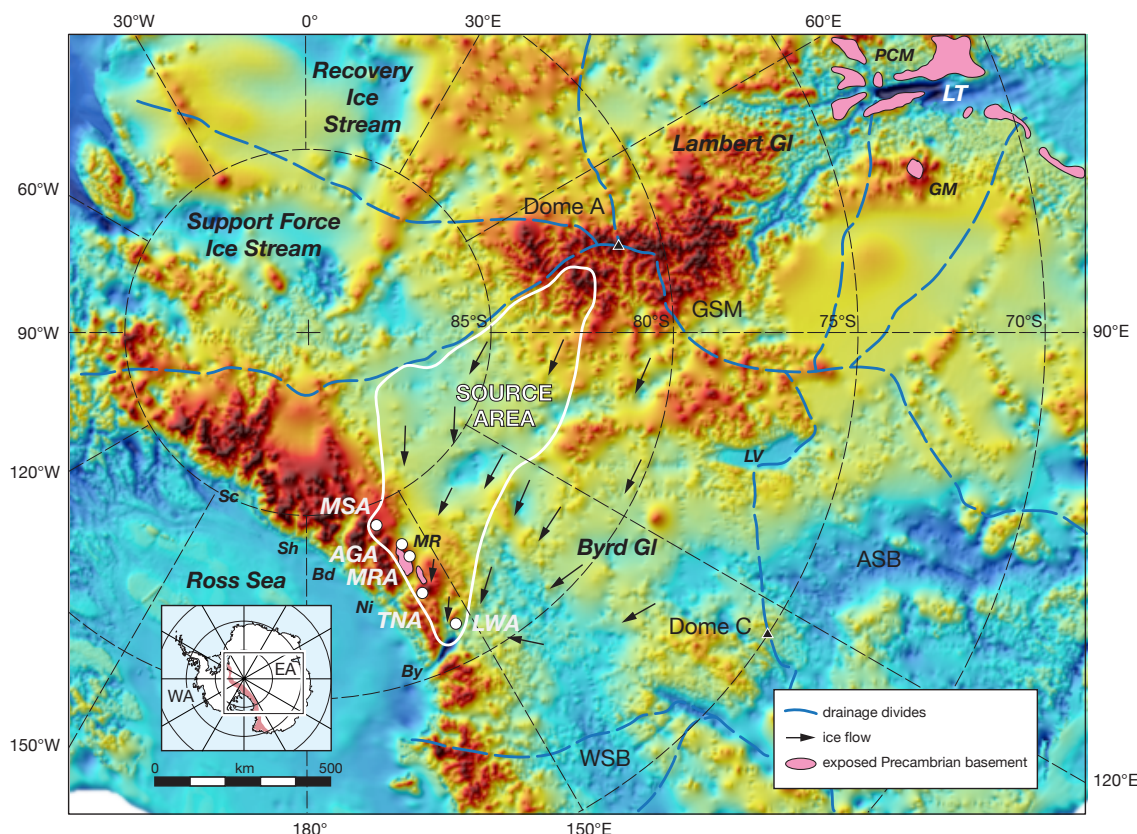 30°W
0°
30°E
60°E
Recovery
Ice
Stream
PCM
LT
Lambert Gl
GM
60°W
Dome A
Support Force
Ice Stream
GSM
90°W
85°S
80°S
75°S
70°S
90°E
SOURCE
AREA
LV
120°W
Sc
MSA
Sh
AGA
MR
Byrd Gl
ASB
Ross Sea
Bd
MRA
Ni
TNA
LWA
Dome C
By
EA
WA
WSB
drainage divides
ice flow
exposed Precambrian basement
150°W
0
km
500
120°E
180°
150°E